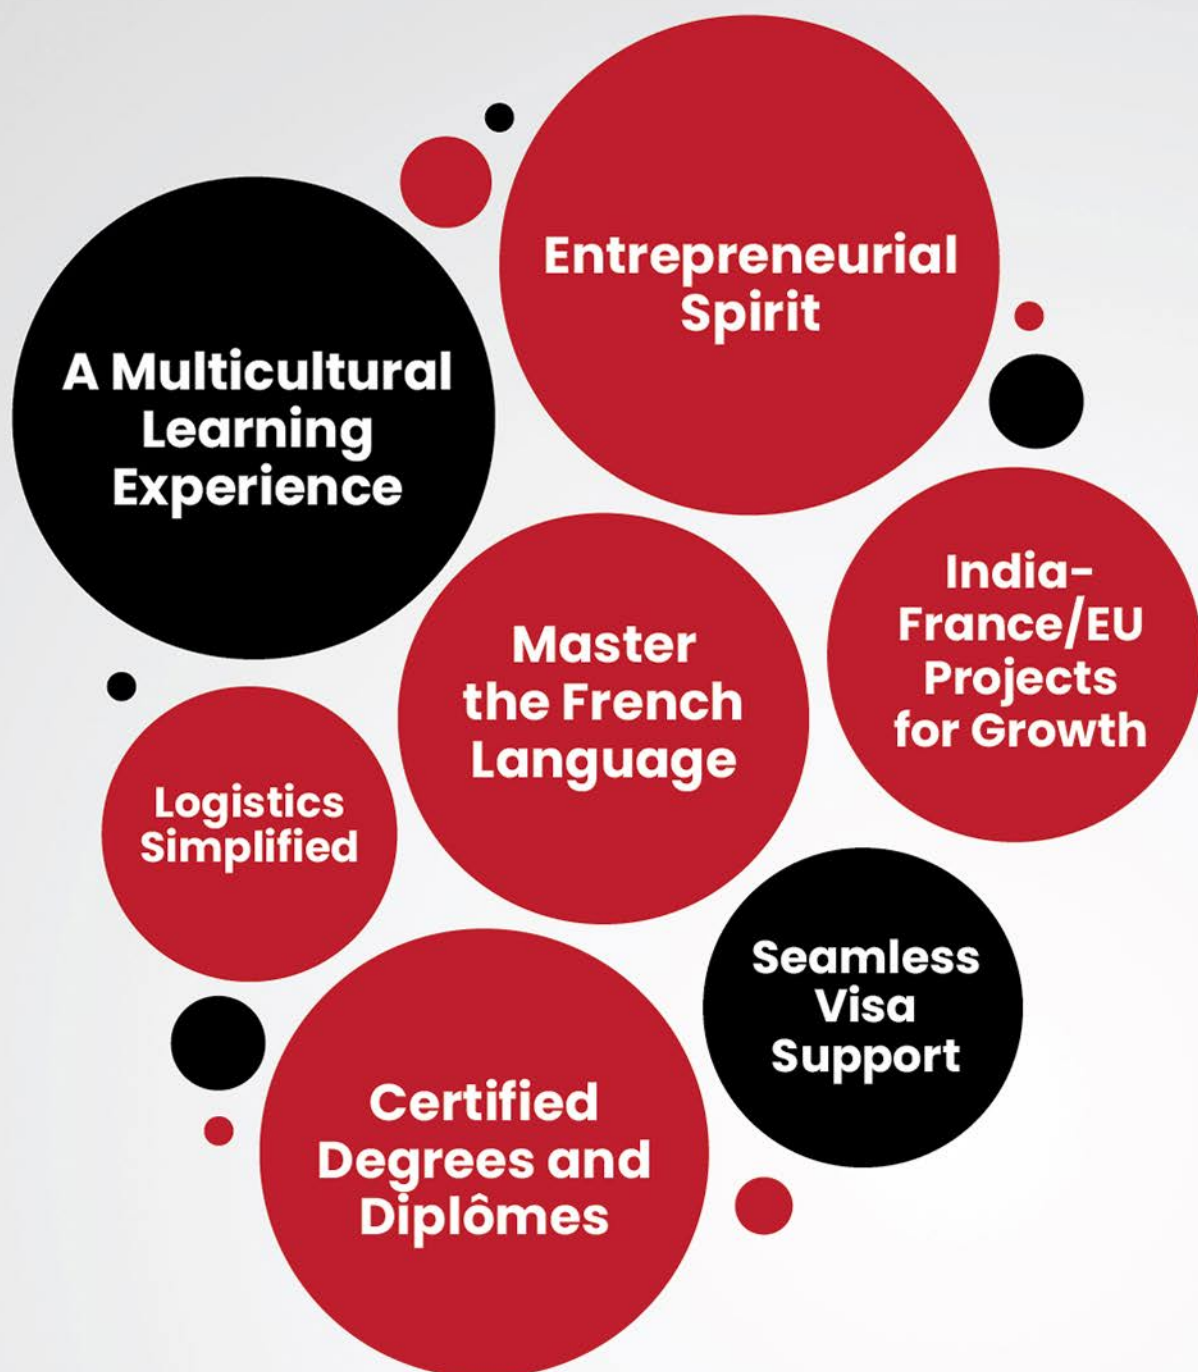 Entrepreneurial
Spirit
A Multicultural
Learning
Experience
India-
France/EU
Projects
for Growth
Master
the French
Language
Logistics
Simplified
Seamless
Visa
Support
Certified
Degrees and
Diplômes